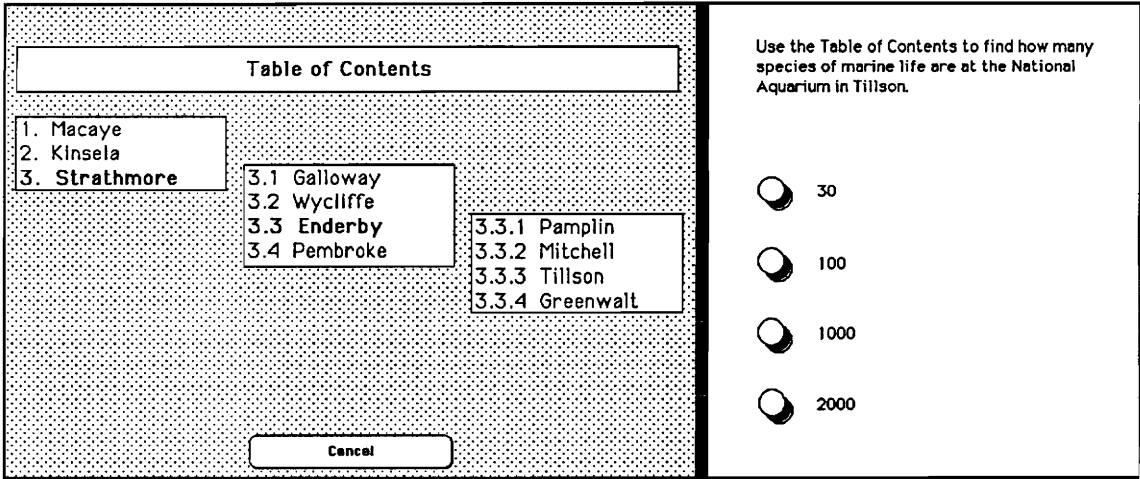 Table of Contents
1. Macaye
2. Kinsela
3. Strathmore
3.1 Galloway
3.2 Wycliffe
3.3 Enderby
3.4 Pembroke
3.3.1 Pamplin
3.3.2 Mitchell
3.3.3 Tillson
3.3.4 Greenwalt
Cancel
Use the Table of Contents to find how many
species of marine life are at the National
Aquarium in Tillson.
30
100
1000
2000